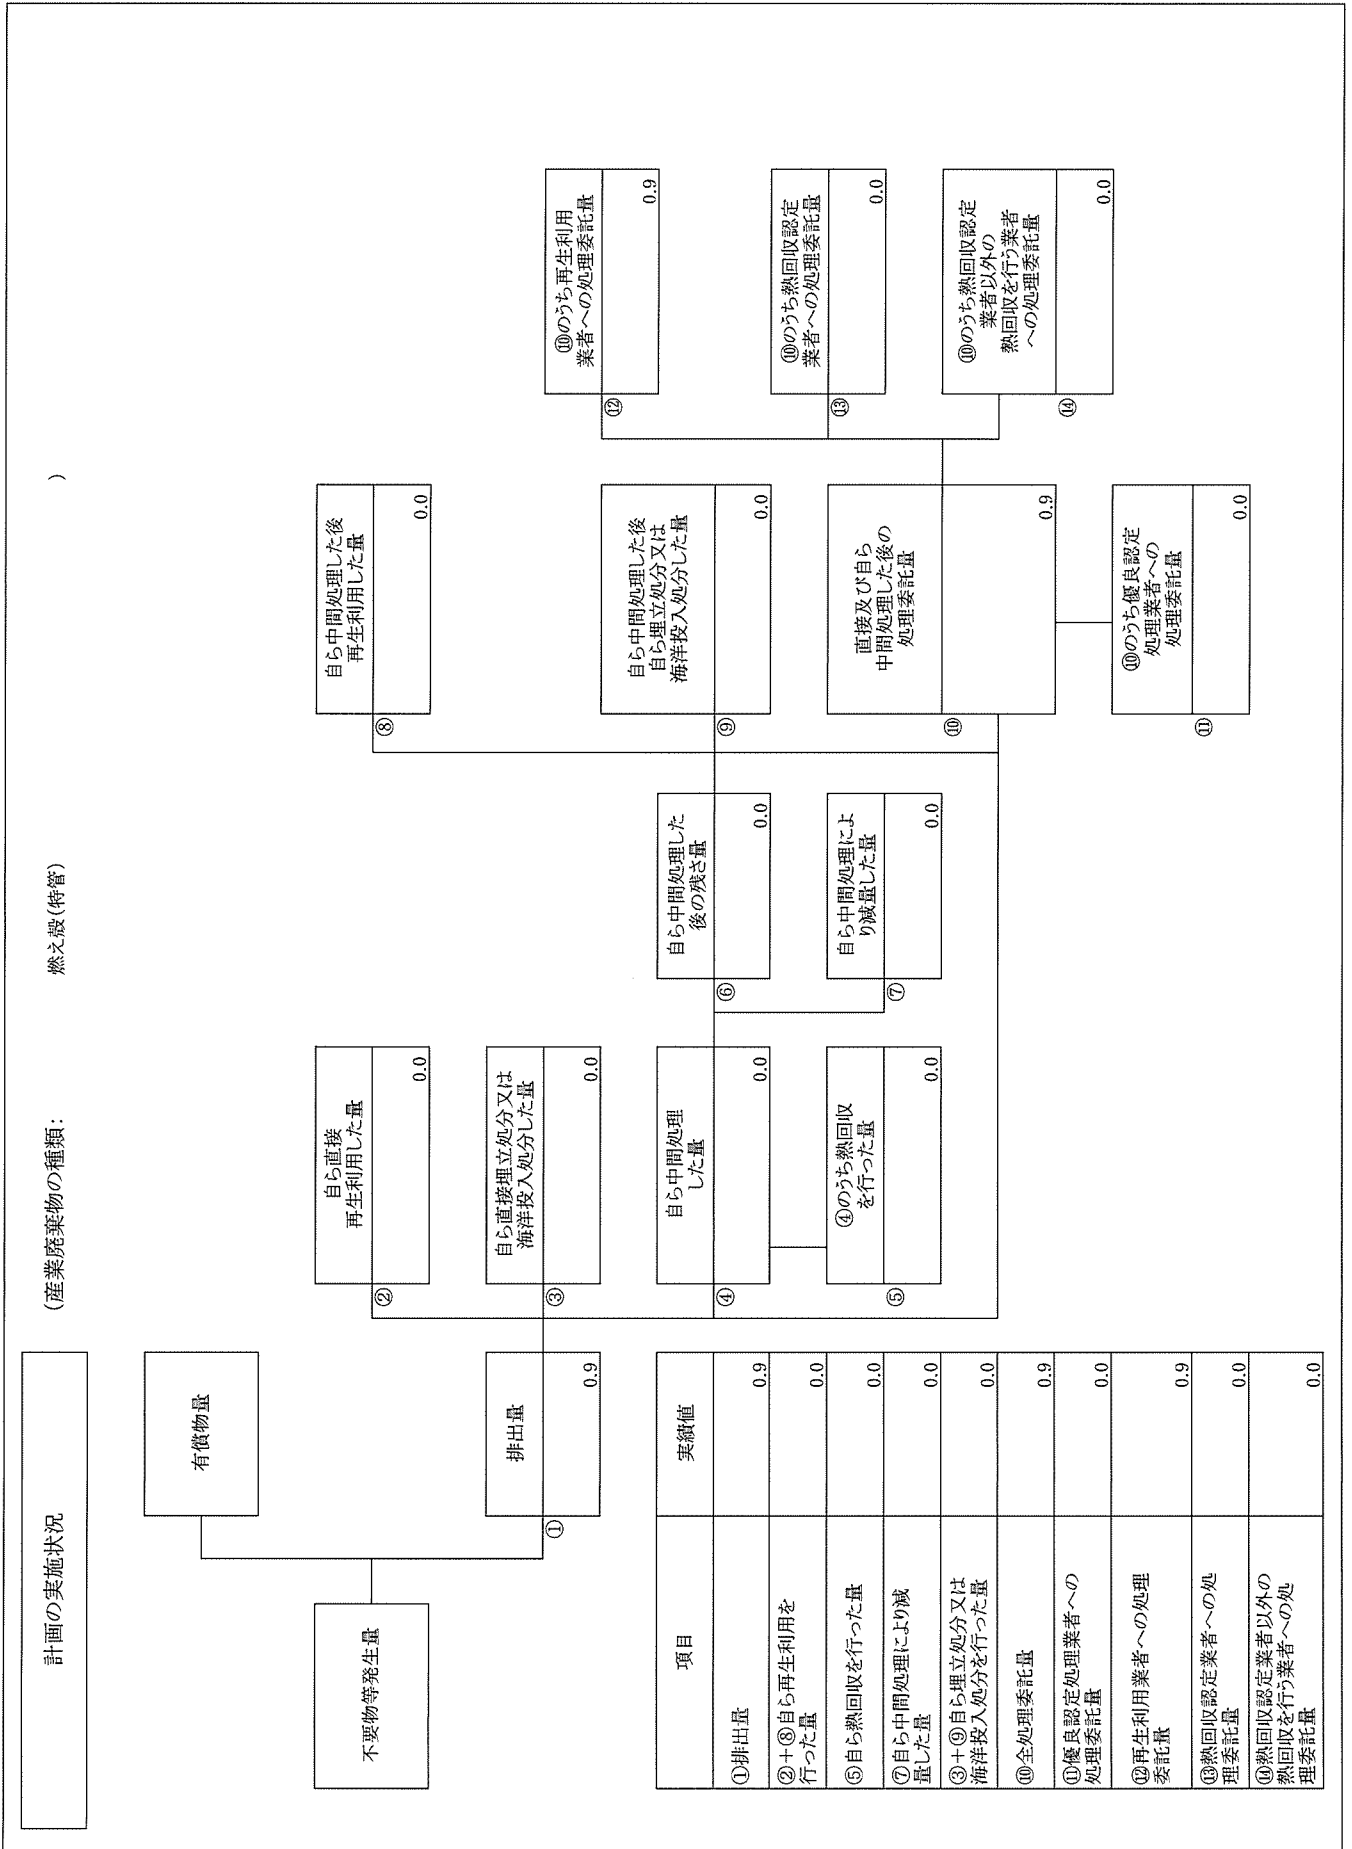 計画の実施状況
(産業廃棄物の種類:
燃え殻(特管)
)
有償物量
不要物等発生量
①
排出量
0.9
②
自ら直接
再生利用した量
0.0
③
自ら直接埋立処分又は
海洋投入処分した量
0.0
④
自ら中間処理
した量
0.0
⑤
④のうち熱回収
を行った量
0.0
⑥
自ら中間処理した
後の残さ量
0.0
⑦
自ら中間処理によ
り減量した量
0.0
⑧
自ら中間処理した後
再生利用した量
0.0
⑨
自ら中間処理した後
自ら埋立処分又は
海洋投入処分した量
0.0
⑩
直接及び自ら
中間処理した後の
処理委託量
0.9
⑪
⑩のうち優良認定
処理業者への
処理委託量
0.0
⑫
⑩のうち再生利用
業者への処理委託量
0.9
⑬
⑩のうち熱回収認定
業者への処理委託量
0.0
⑭
⑩のうち熱回収認定
業者以外の
熱回収を行う業者
への処理委託量
0.0
項目 実績値
①排出量 0.9
②+⑧自ら再生利用を
行った量 0.0
⑤自ら熱回収を行った量 0.0
⑦自ら中間処理により減
量した量 0.0
③+⑨自ら埋立処分又は
海洋投入処分を行った量 0.0
⑩全処理委託量 0.9
⑪優良認定処理業者への
処理委託量 0.0
⑫再生利用業者への処理
委託量 0.9
⑬熱回収認定業者への処
理委託量 0.0
⑭熱回収認定業者以外の
熱回収を行う業者への処
理委託量 0.0